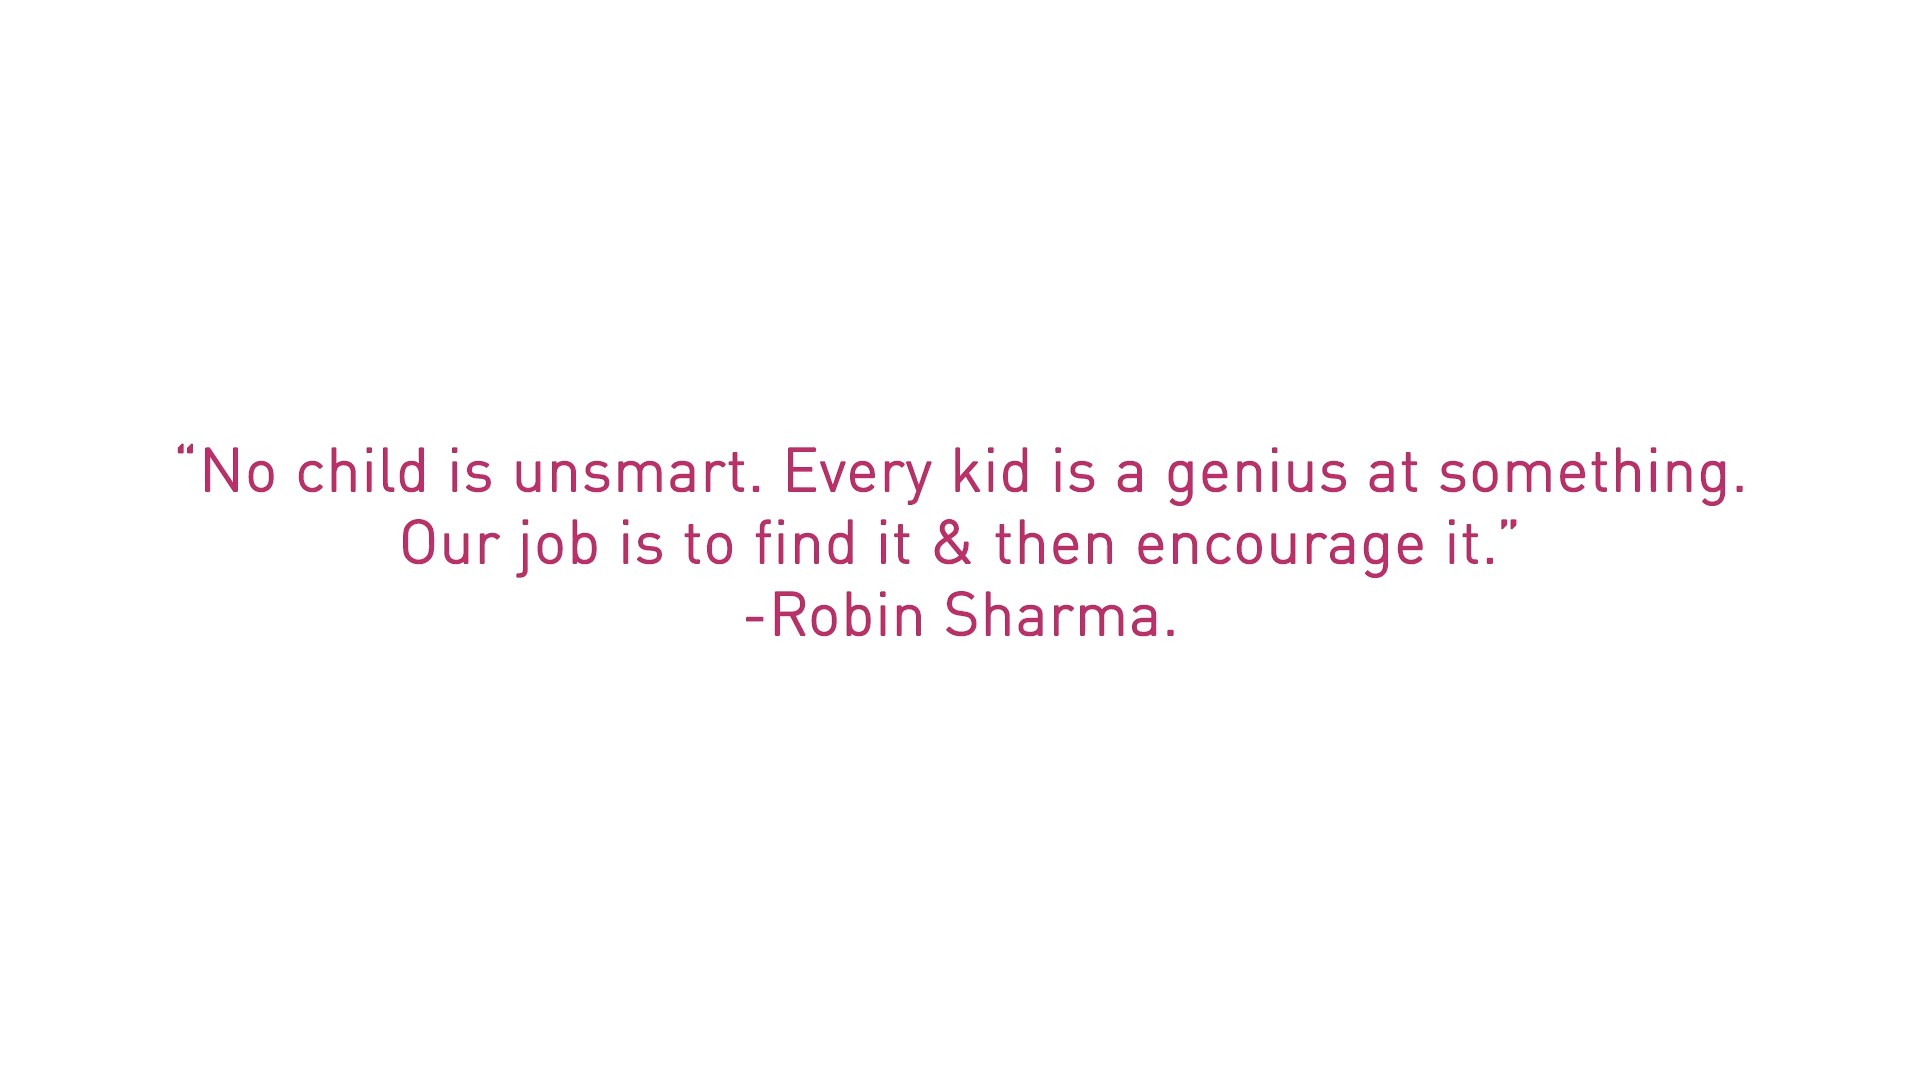 “No child is unsmart. Every kid is a genius at something.
Our job is to find it & then encourage it.”
-Robin Sharma.